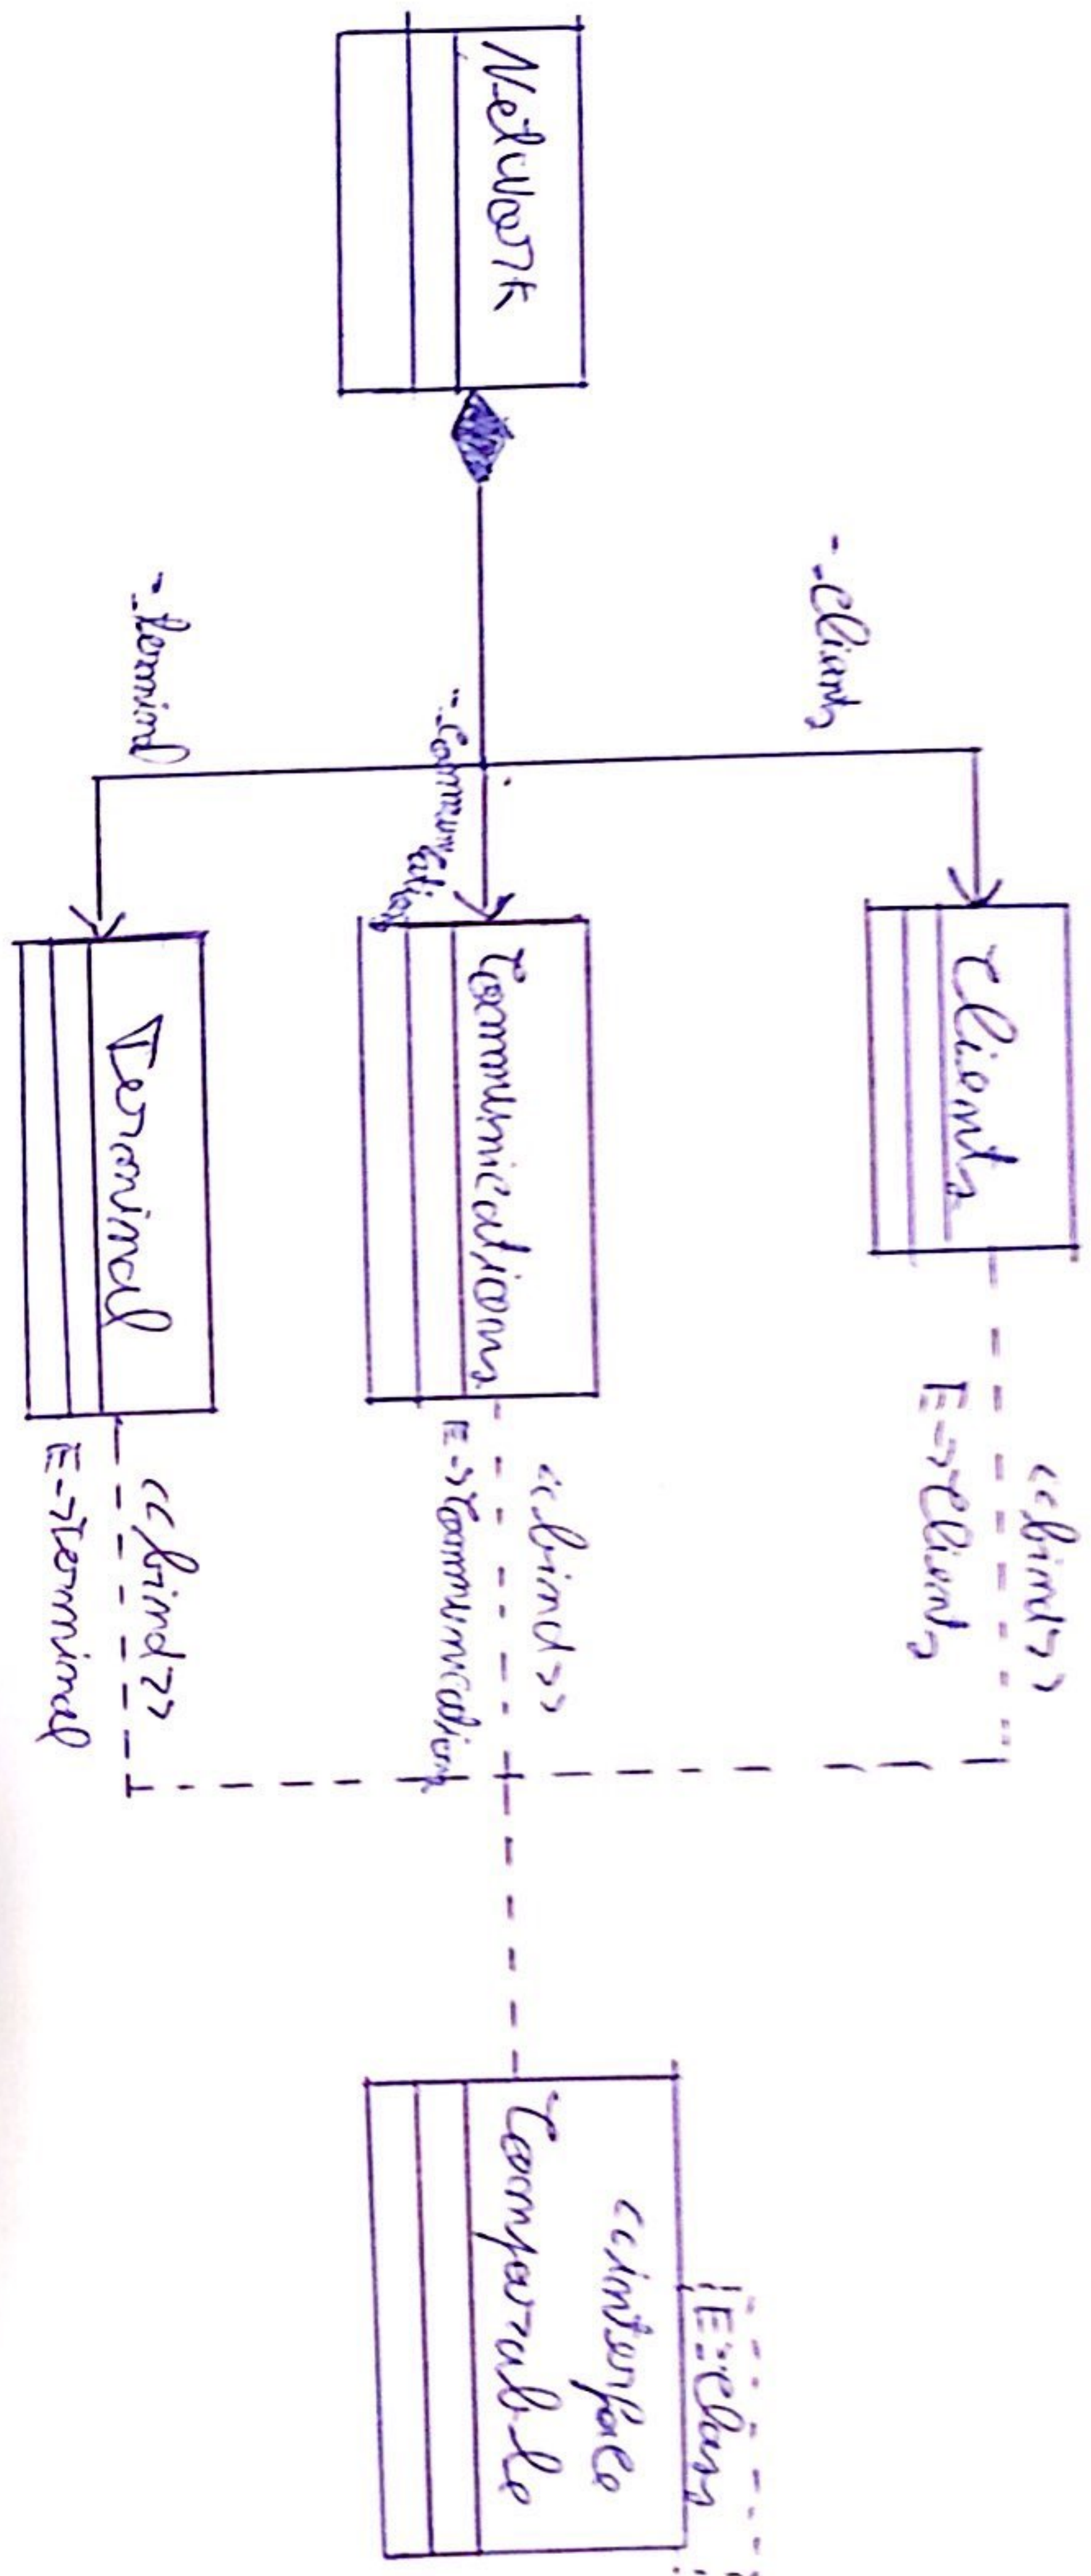 Network
- -Clients
- -Communications
- -terminal
Clients
Communications
Terminal
<<bind>>
E->Clients
<<bind>>
E->Communications
<<bind>>
E->terminal
E:>Class
<<interface
Comparable